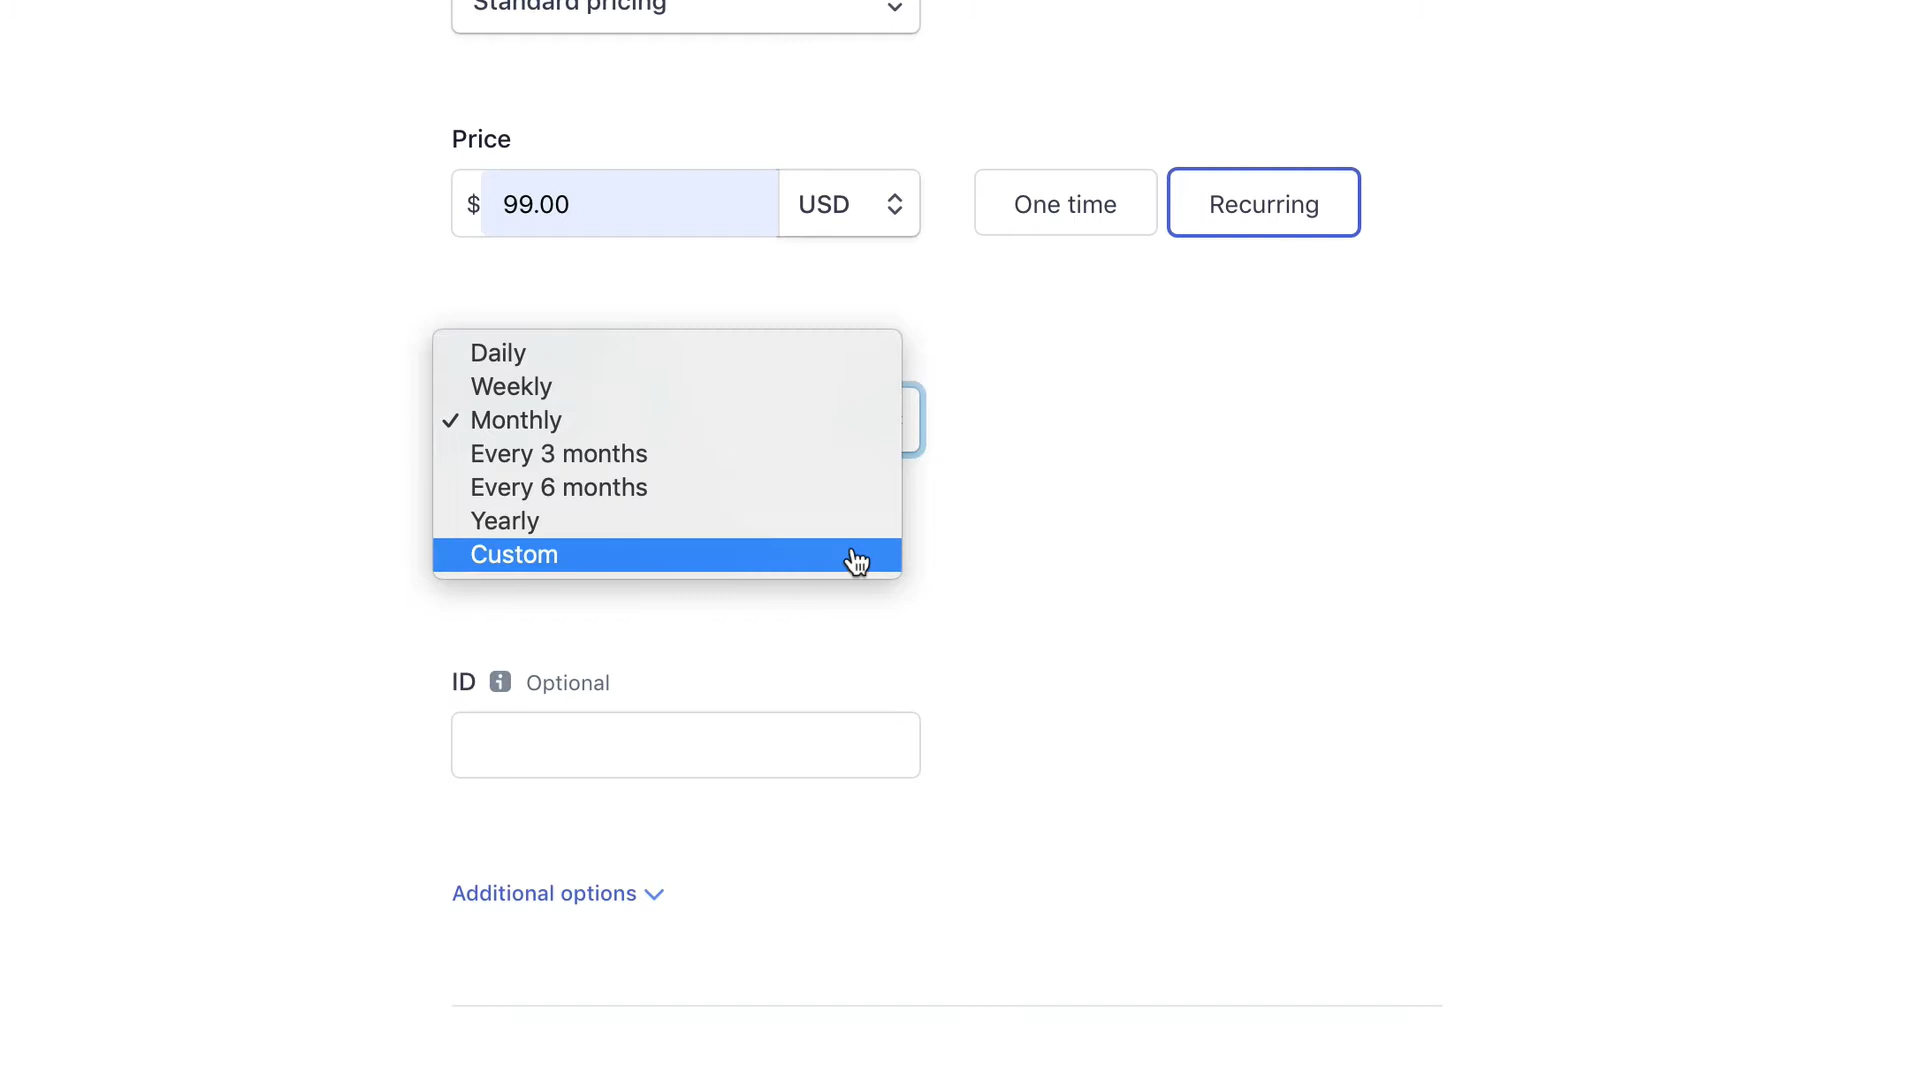 Standard pricing
Price
$ 99.00 USD One time Recurring
Daily
Weekly
Monthly
Every 3 months
Every 6 months
Yearly
Custom
ID Optional
Additional options